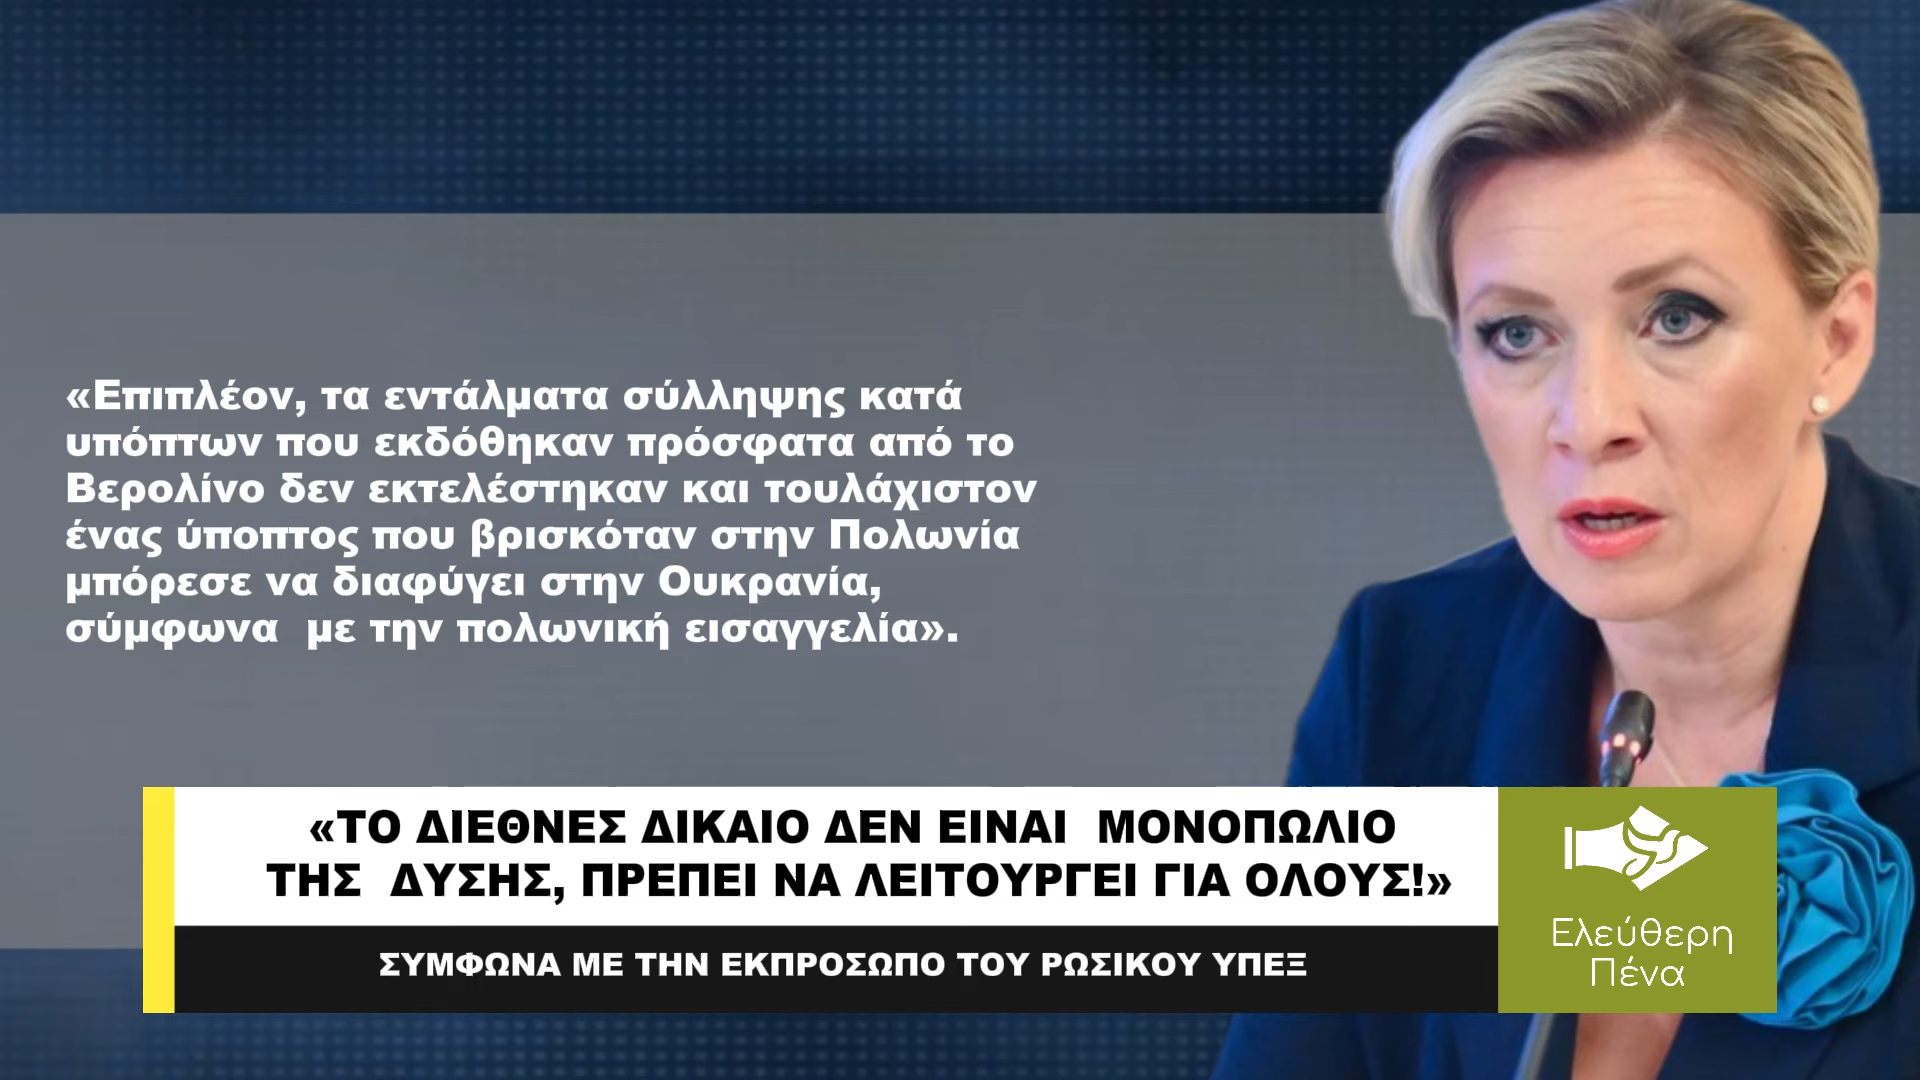 «Επιπλέον, τα εντάλματα σύλληψης κατά
υπόπτων που εκδόθηκαν πρόσφατα από το
Βερολίνο δεν εκτελέστηκαν και τουλάχιστον
ένας ύποπτος που βρισκόταν στην Πολωνία
μπόρεσε να διαφύγει στην Ουκρανία,
σύμφωνα με την πολωνική εισαγγελία».
«ΤΟ ΔΙΕΘΝΕΣ ΔΙΚΑΙΟ ΔΕΝ ΕΙΝΑΙ ΜΟΝΟΠΩΛΙΟ
ΤΗΣ ΔΥΣΗΣ, ΠΡΕΠΕΙ ΝΑ ΛΕΙΤΟΥΡΓΕΙ ΓΙΑ ΟΛΟΥΣ!»
ΣΥΜΦΩΝΑ ΜΕ ΤΗΝ ΕΚΠΡΟΣΩΠΟ ΤΟΥ ΡΩΣΙΚΟΥ ΥΠΕΞ
Ελεύθερη
Πένα